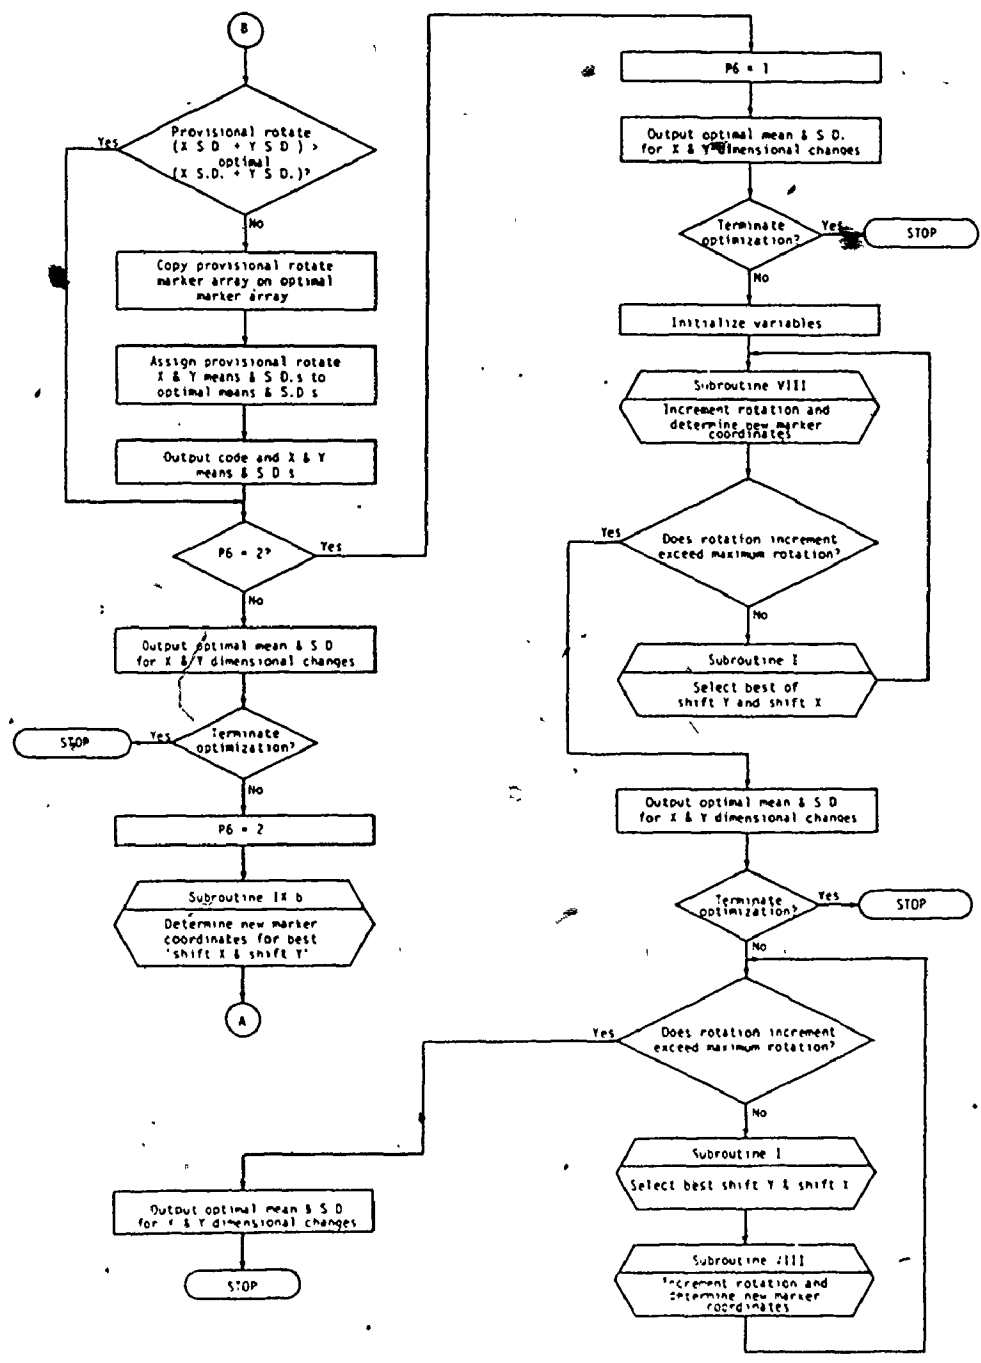 B
Provisional rotate
(X S D + Y S D ) >
optimal
(X S.D. + Y S D.)?
Yes
No
Copy provisional rotate
marker array on optimal
marker array
Assign provisional rotate
X & Y means & S D.s to
optimal means & S.D s
Output code and X & Y
means & S D s
P6 = 2?
Yes
No
Output optimal mean & S D
for X & Y dimensional changes
Terminate
optimization?
Yes
STOP
No
P6 = 2
Subroutine IX b
Determine new marker
coordinates for best
'shift X & shift Y'
A
P6 = 1
Output optimal mean & S D.
for X & Y dimensional changes
Terminate
optimization?
Yes
STOP
No
Initialize variables
Subroutine VIII
Increment rotation and
determine new marker
coordinates
Does rotation increment
exceed maximum rotation?
Yes
No
Subroutine I
Select best of
shift Y and shift X
Output optimal mean & S D
for X & Y dimensional changes
Terminate
optimization?
Yes
STOP
No
Does rotation increment
exceed maximum rotation?
Yes
No
Subroutine I
Select best shift Y & shift X
Subroutine VIII
Increment rotation and
determine new marker
coordinates
Output optimal mean & S D
for X & Y dimensional changes
STOP